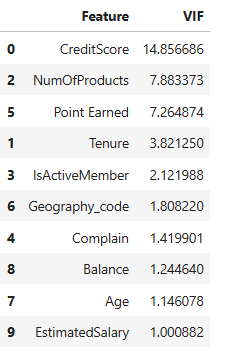 Feature VIF
0 CreditScore 14.856686
2 NumOfProducts 7.883373
5 Point Earned 7.264874
1 Tenure 3.821250
3 IsActiveMember 2.121988
6 Geography_code 1.808220
4 Complain 1.419901
8 Balance 1.244640
7 Age 1.146078
9 EstimatedSalary 1.000882